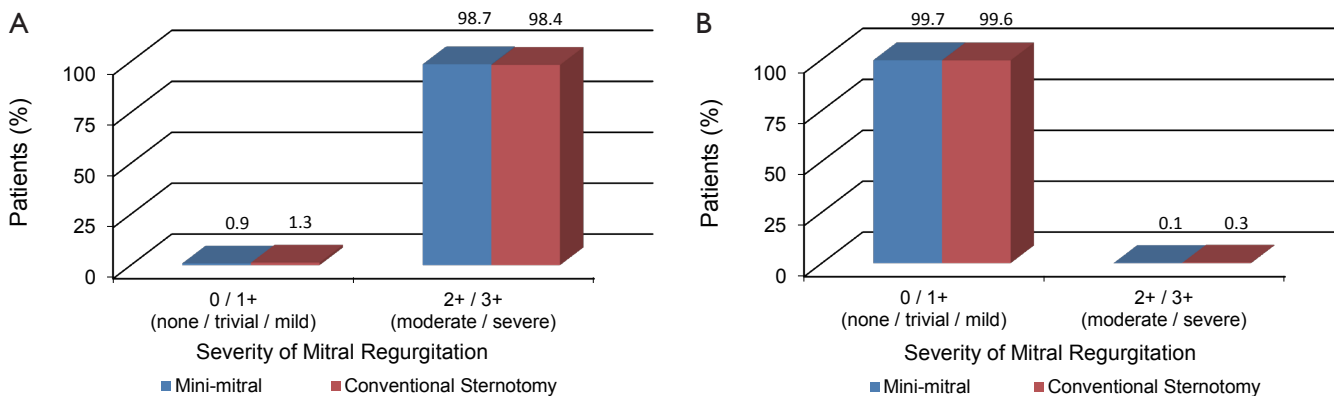 A
98.7 98.4
100
75
50
25
0
Patients (%)
0.9 1.3
0 / 1+
(none / trivial / mild)
2+ / 3+
(moderate / severe)
Severity of Mitral Regurgitation
Mini-mitral Conventional Sternotomy
B
99.7 99.6
100
75
50
25
0
Patients (%)
0.1 0.3
0 / 1+
(none / trivial / mild)
2+ / 3+
(moderate / severe)
Severity of Mitral Regurgitation
Mini-mitral Conventional Sternotomy